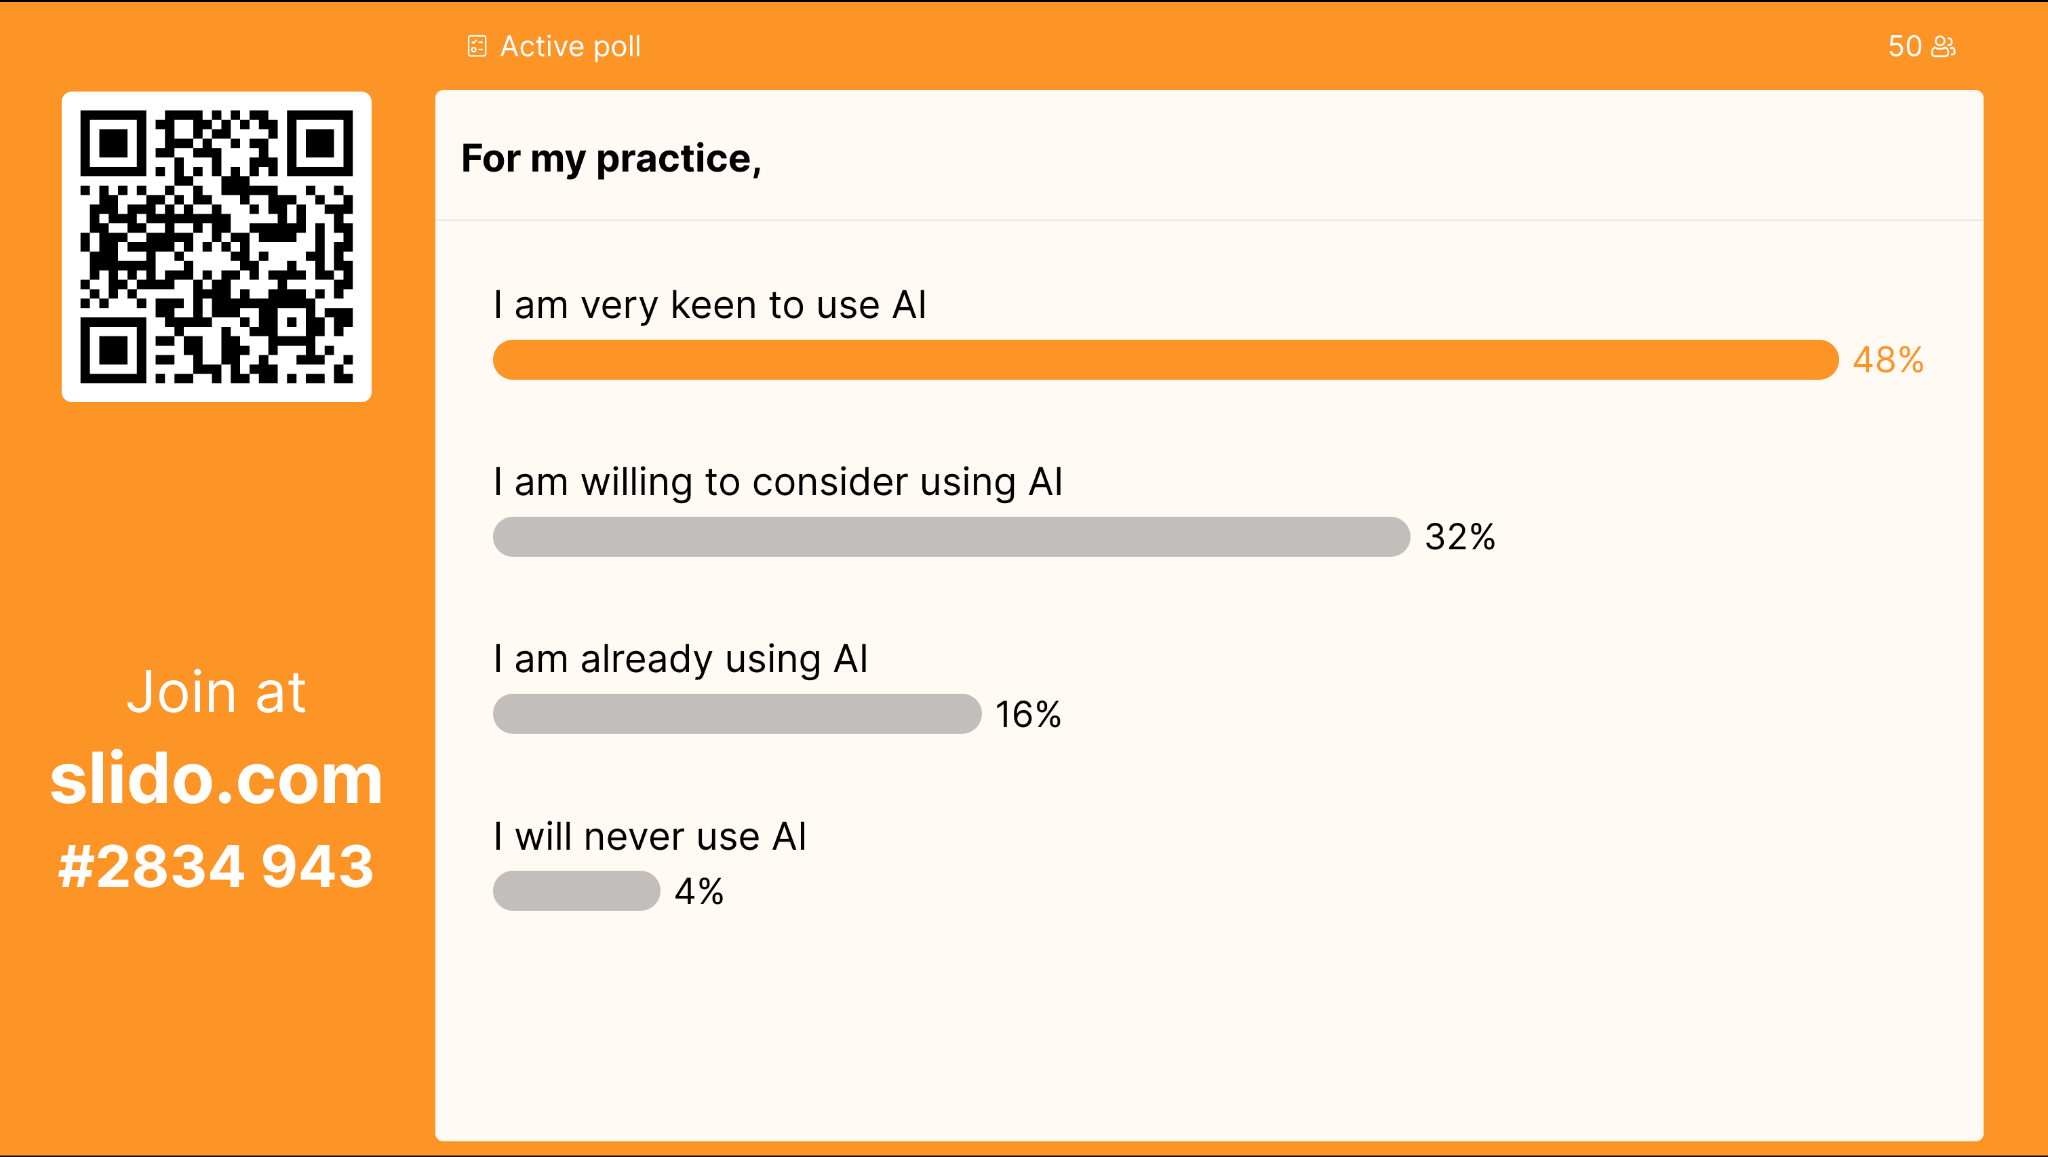 Active poll
50
For my practice,
I am very keen to use AI
48%
I am willing to consider using AI
32%
I am already using AI
16%
I will never use AI
4%
Join at
slido.com
#2834 943